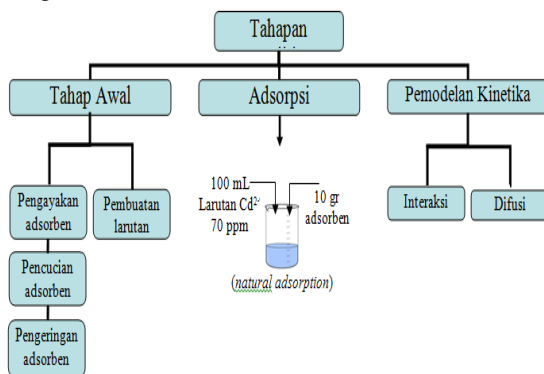 Tahapan
Tahap Awal
Adsorpsi
Pemodelan Kinetika
Pengayakan
adsorben
Pembuatan
larutan
Pencucian
adsorben
Pengeringan
adsorben
100 mL
Larutan Cd²⁺
70 ppm
10 gr
adsorben
(natural adsorption)
Interaksi
Difusi